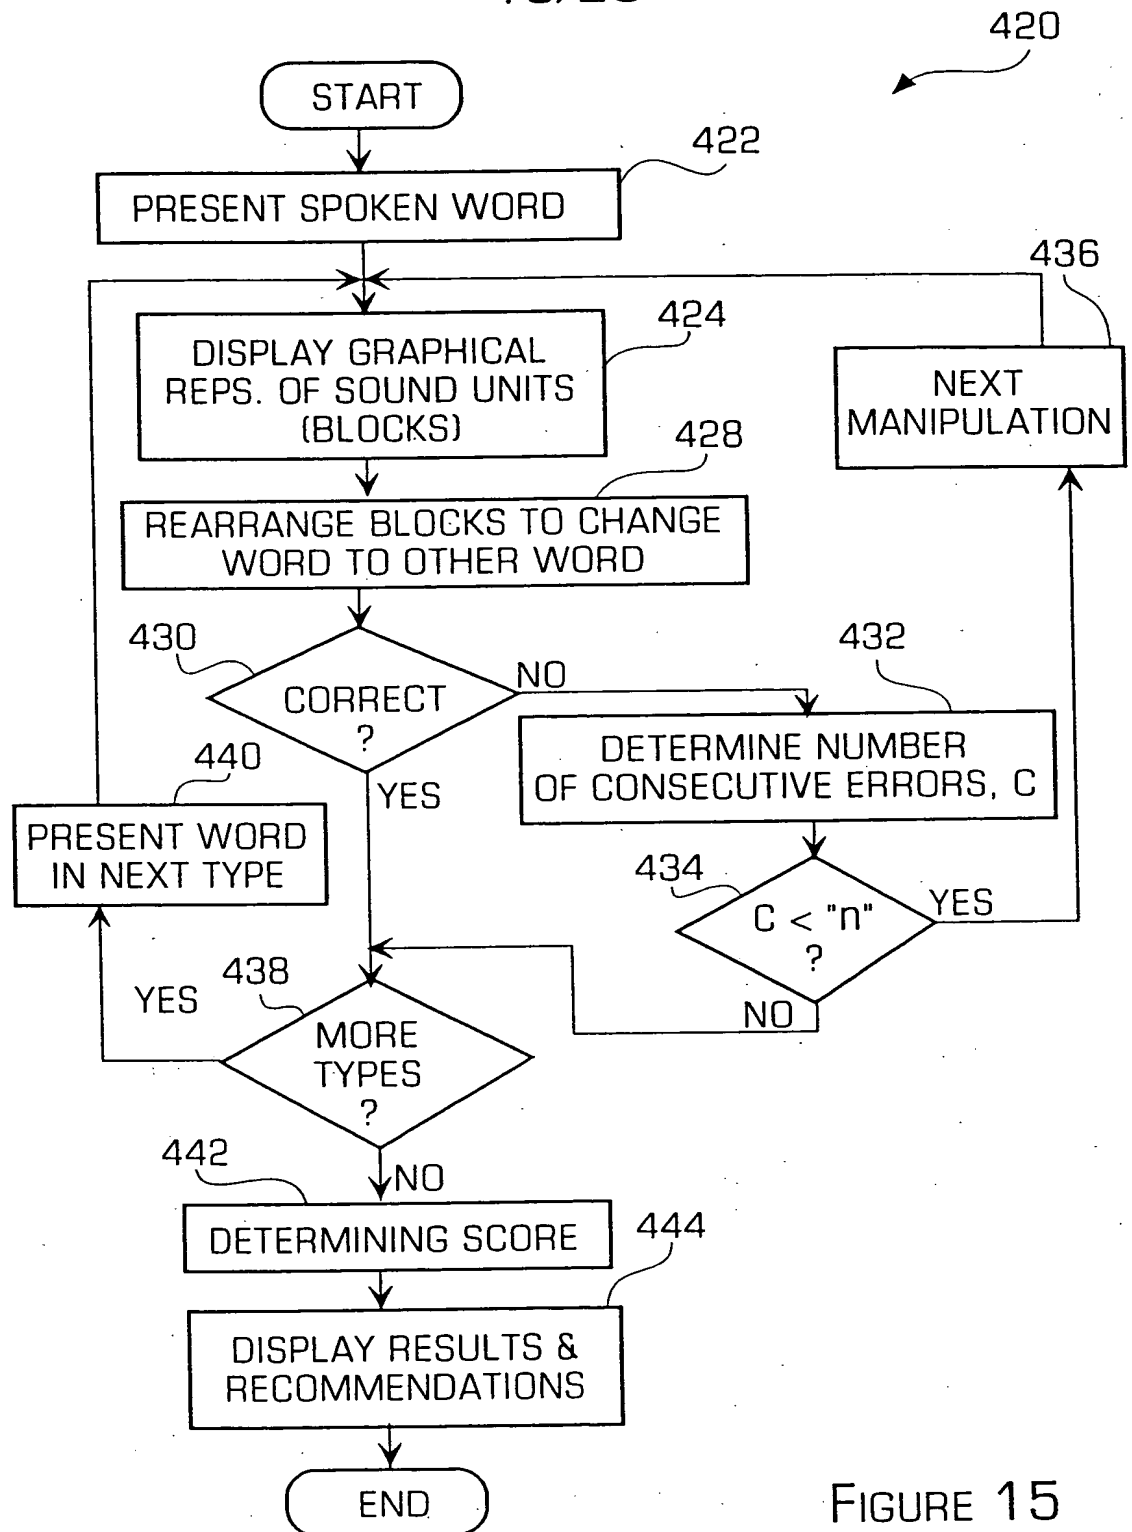 420
START
422
PRESENT SPOKEN WORD
436
424
DISPLAY GRAPHICAL
REPS. OF SOUND UNITS
(BLOCKS)
NEXT
MANIPULATION
428
REARRANGE BLOCKS TO CHANGE
WORD TO OTHER WORD
430
432
NO
CORRECT
?
DETERMINE NUMBER
OF CONSECUTIVE ERRORS, C
440
YES
PRESENT WORD
IN NEXT TYPE
434
C < "n"
?
YES
NO
438
YES
MORE
TYPES
?
442
NO
DETERMINING SCORE
444
DISPLAY RESULTS &
RECOMMENDATIONS
END
FIGURE 15